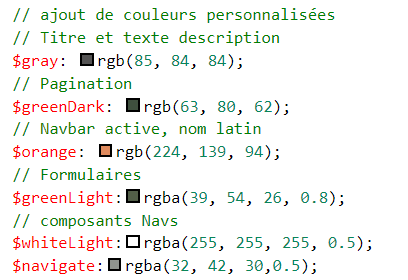 // ajout de couleurs personnalisées
// Titre et texte description
$gray: rgb(85, 84, 84);
// Pagination
$greenDark: rgb(63, 80, 62);
// Navbar active, nom latin
$orange: rgb(224, 139, 94);
// Formulaires
$greenLight:rgba(39, 54, 26, 0.8);
// composants Navs
$whiteLight:rgba(255, 255, 255, 0.5);
$navigate:rgba(32, 42, 30,0.5);